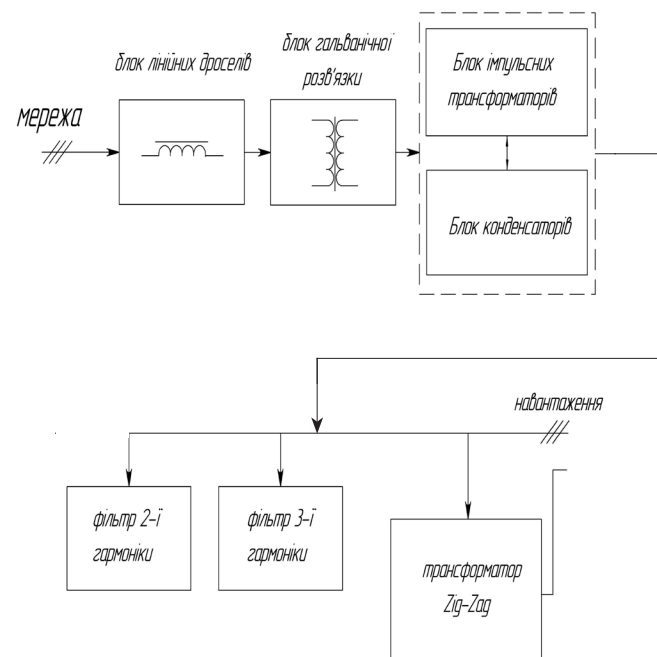 блок лінійних дроселів
блок гальванічної
розв'язки
мережа
Блок імпульсних
трансформаторів
Блок конденсаторів
навантаження
фільтр 2-ї
гармоніки
фільтр 3-ї
гармоніки
трансформатор
Zig-Zag